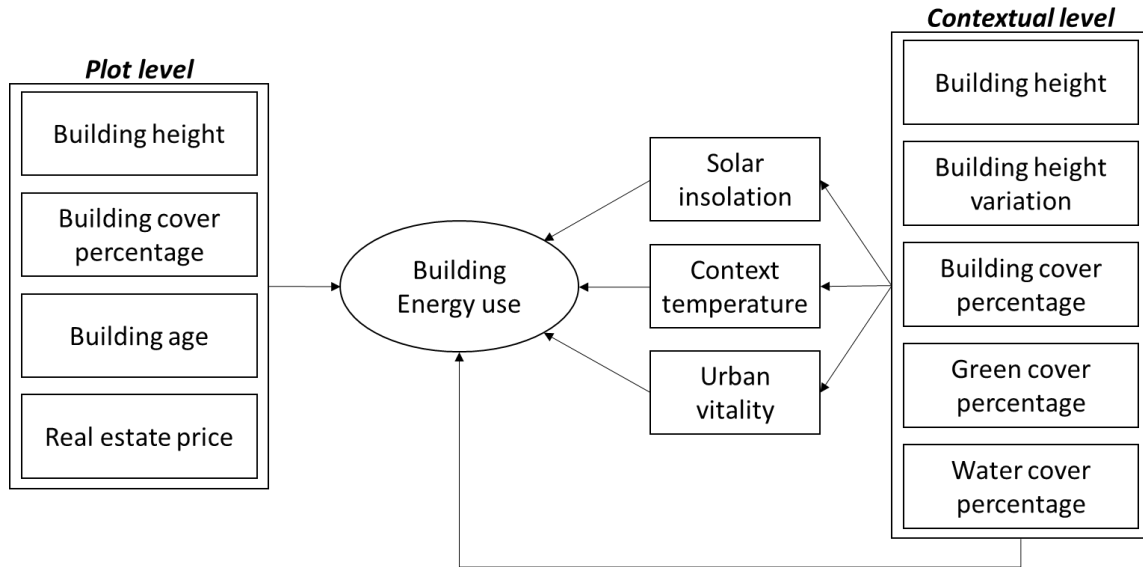 Plot level
Building height
Building cover
percentage
Building age
Real estate price
Building
Energy use
Solar
insolation
Context
temperature
Urban
vitality
Contextual level
Building height
Building height
variation
Building cover
percentage
Green cover
percentage
Water cover
percentage